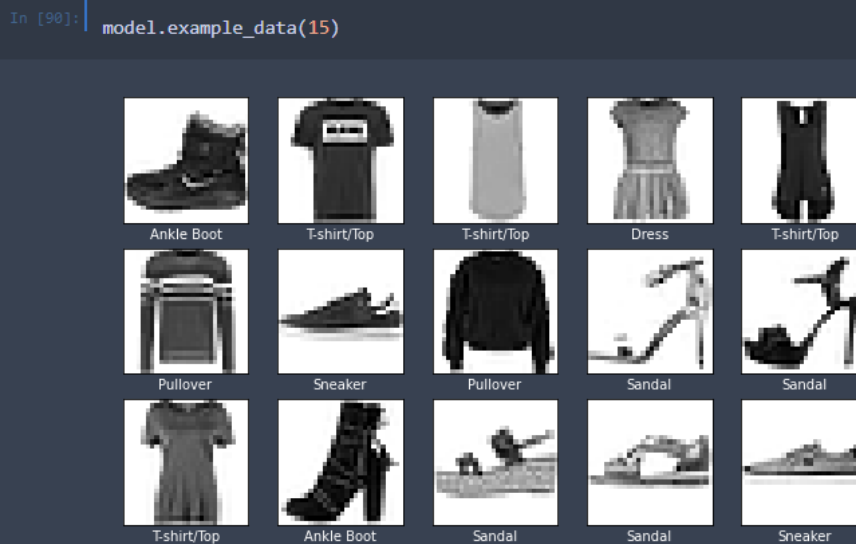 In [90]:
model.example_data(15)
Ankle Boot T-shirt/Top T-shirt/Top Dress T-shirt/Top
Pullover Sneaker Pullover Sandal Sandal
T-shirt/Top Ankle Boot Sandal Sandal Sneaker